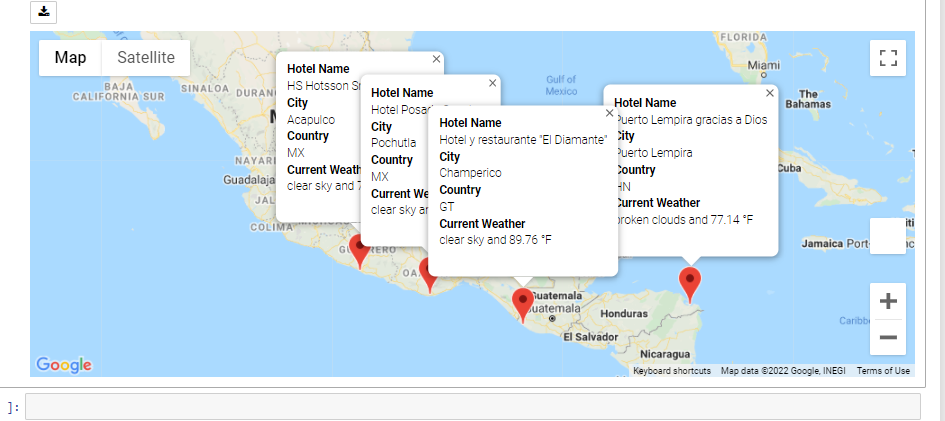 Map
Satellite
FLORIDA
Miami
The
Bahamas
BAJA
CALIFORNIA SUR
SINALOA
Gulf of
Mexico
Cuba
Guadalaja
COLIMA
Hotel Name
HS Hotsson
City
Acapulco
Country
MX
Current Weath
clear sky and 7
Hotel Name
Hotel
City
Pochutla
Country
MX
Current We
clear sky ar
Hotel Name
Hotel y restaurante "El Diamante"
City
Champerico
Country
GT
Current Weather
clear sky and 89.76 °F
Hotel Name
Puerto Lempira gracias a Dios
City
Puerto Lempira
Country
HN
Current Weather
broken clouds and 77.14 °F
Jamaica
Port
Guatemala
Guatemala
Honduras
El Salvador
Nicaragua
Caribb
Google
Keyboard shortcuts
Map data ©2022 Google, INEGI
Terms of Use
]: